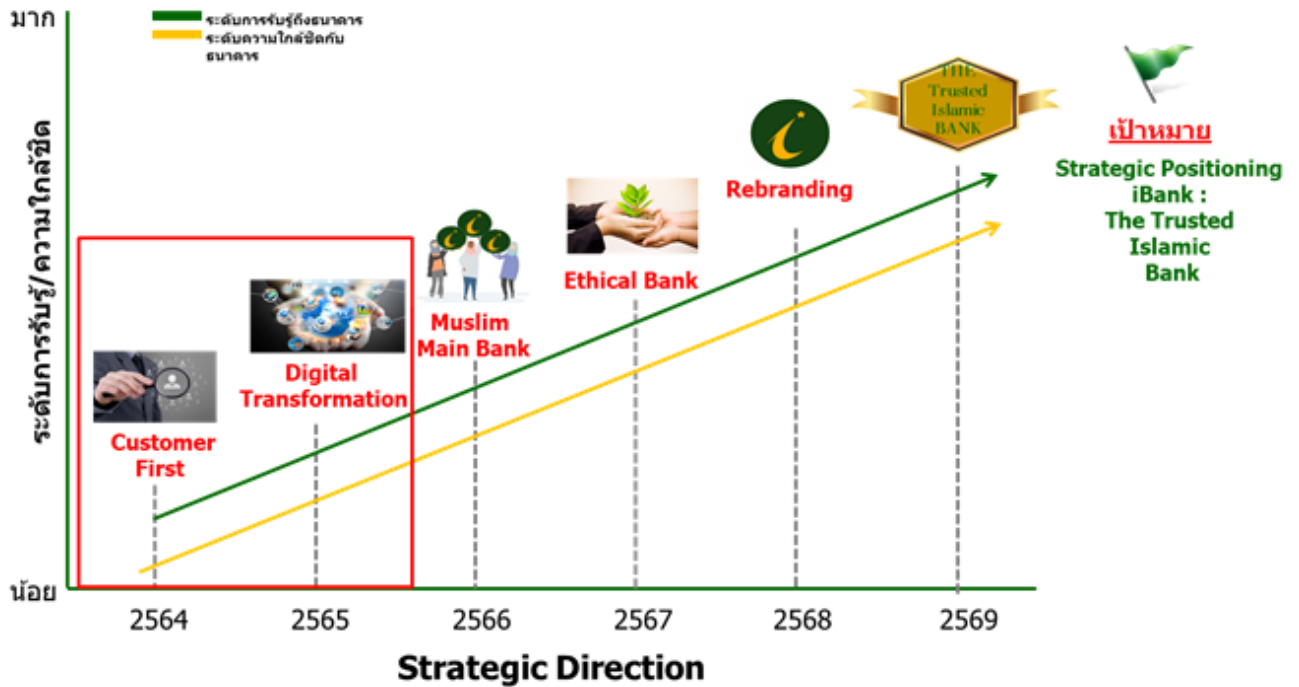 มาก
ระดับการรับรู้ถึงธนาคาร
ระดับความใกล้ชิดกับ
ธนาคาร
ระดับการรับรู้/ความใกล้ชิด
THE
Trusted
Islamic
BANK
เป้าหมาย
Strategic Positioning
iBank :
The Trusted
Islamic
Bank
Rebranding
Ethical Bank
Muslim
Main Bank
Digital
Transformation
Customer
First
น้อย
2564
2565
2566
2567
2568
2569
Strategic Direction